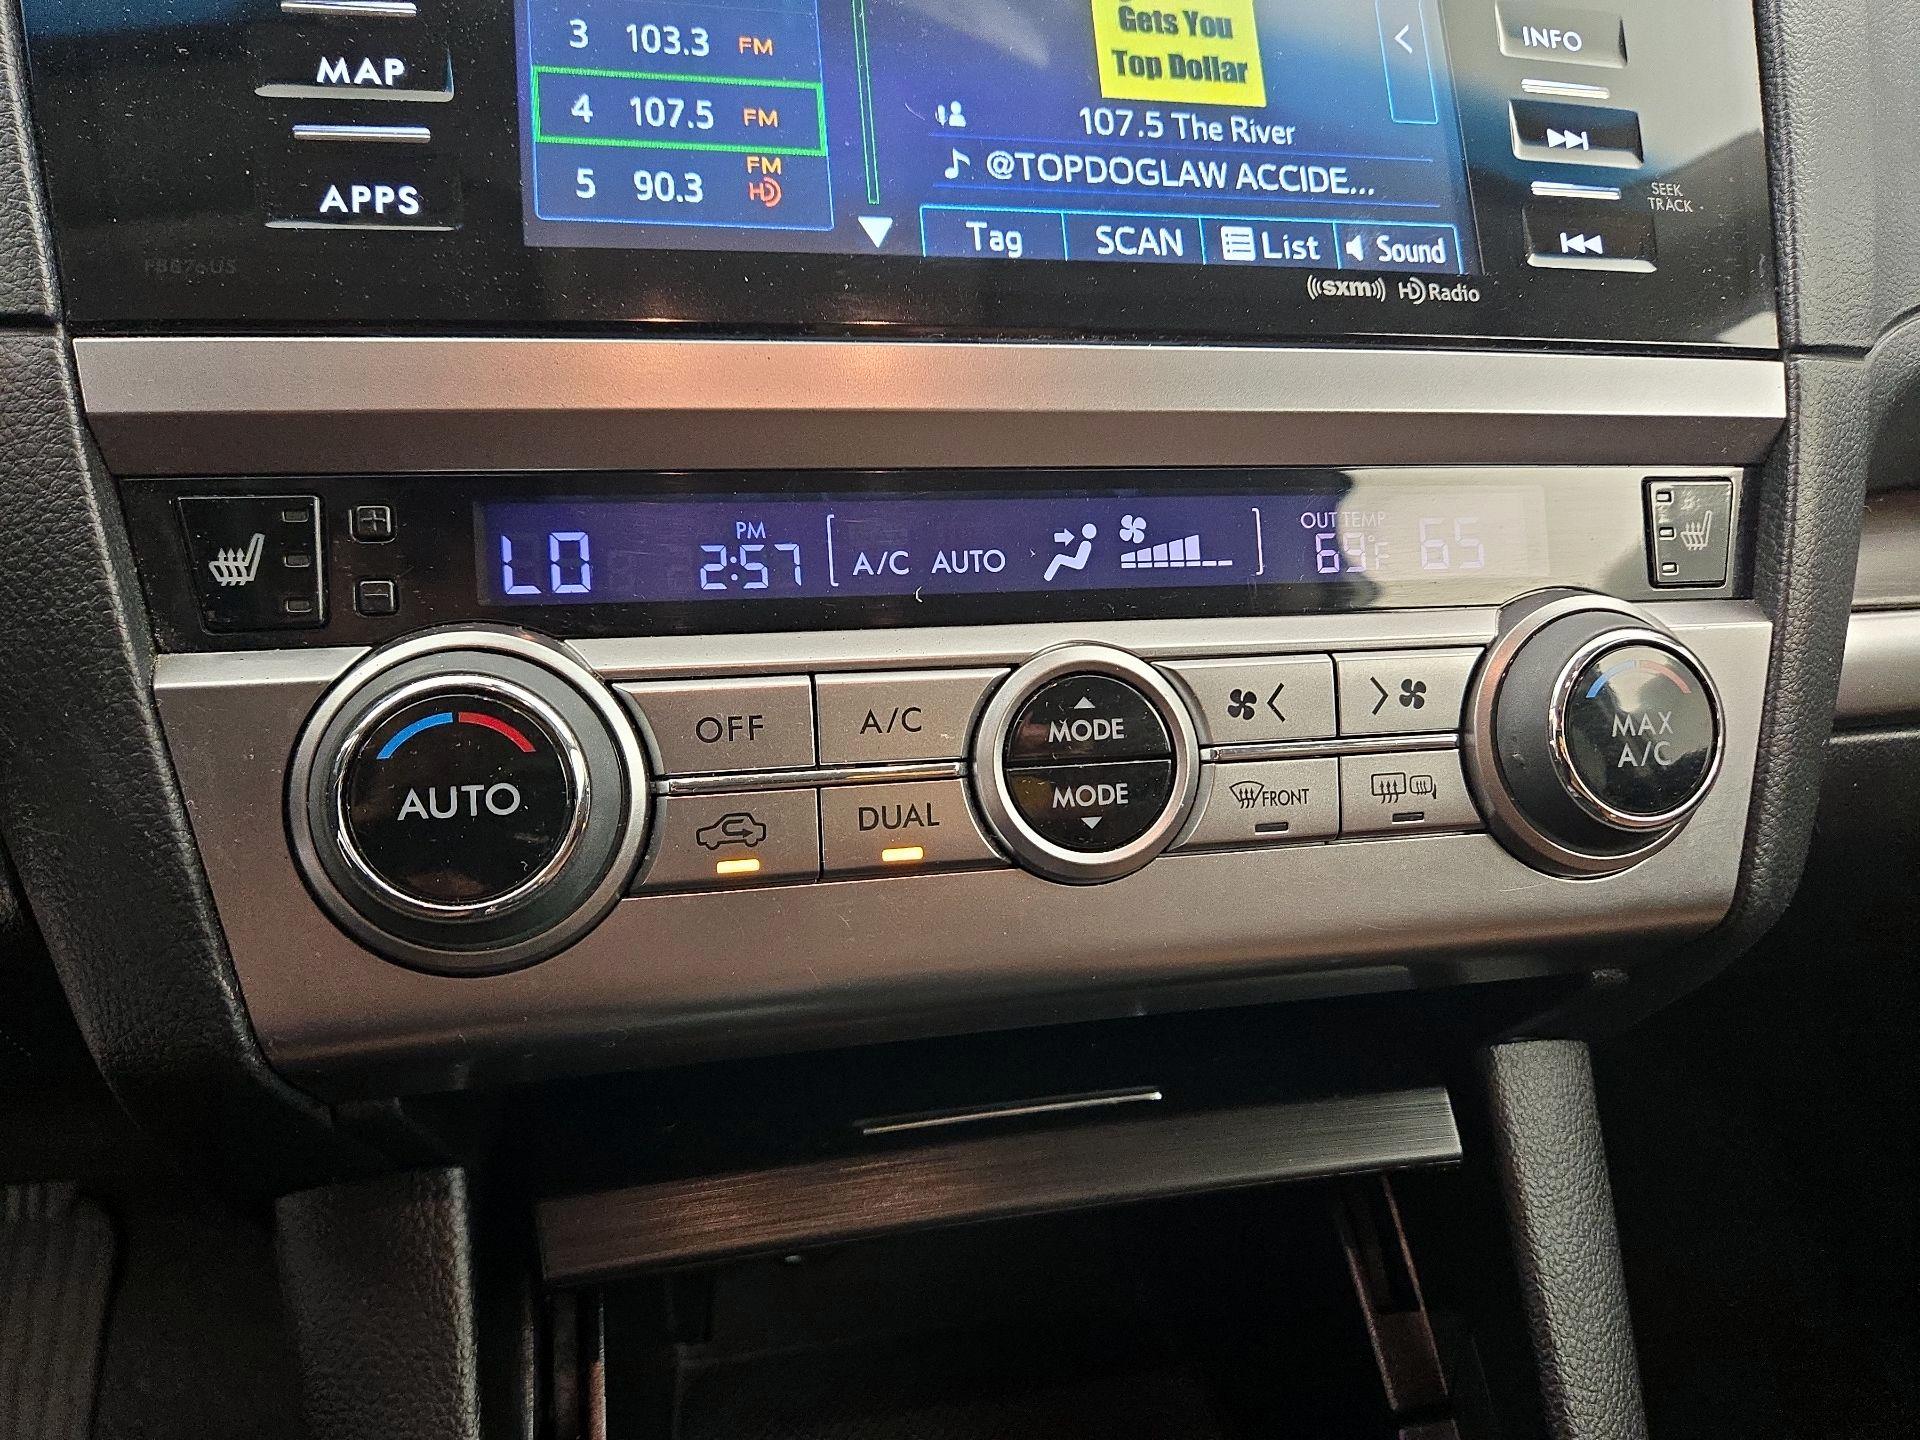 MAP
APPS
3 103.3 FM
4 107.5 FM
5 90.3 FM HD
Gets You
Top Dollar
107.5 The River
@TOPDOGLAW ACCIDE...
Tag SCAN List Sound
INFO
SEEK
TRACK
((sxm)) HD Radio
LO PM 2:57 [ A/C AUTO ] OUT TEMP 69°F 65
AUTO
OFF
A/C
DUAL
MODE
MODE
FRONT
MAX
A/C